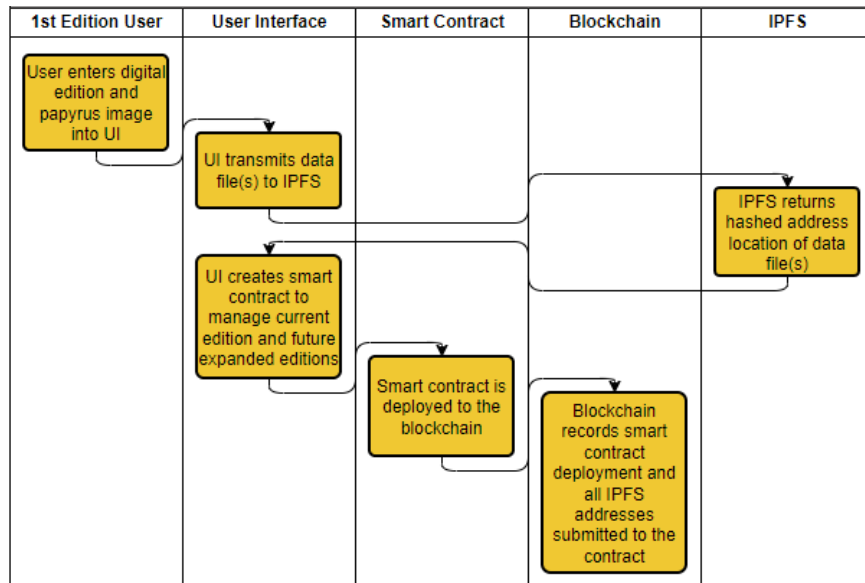 1st Edition User
User Interface
Smart Contract
Blockchain
IPFS
User enters digital
edition and
papyrus image
into UI
UI transmits data
file(s) to IPFS
IPFS returns
hashed address
location of data
file(s)
UI creates smart
contract to
manage current
edition and future
expanded editions
Smart contract is
deployed to the
blockchain
Blockchain
records smart
contract
deployment and
all IPFS
addresses
submitted to the
contract